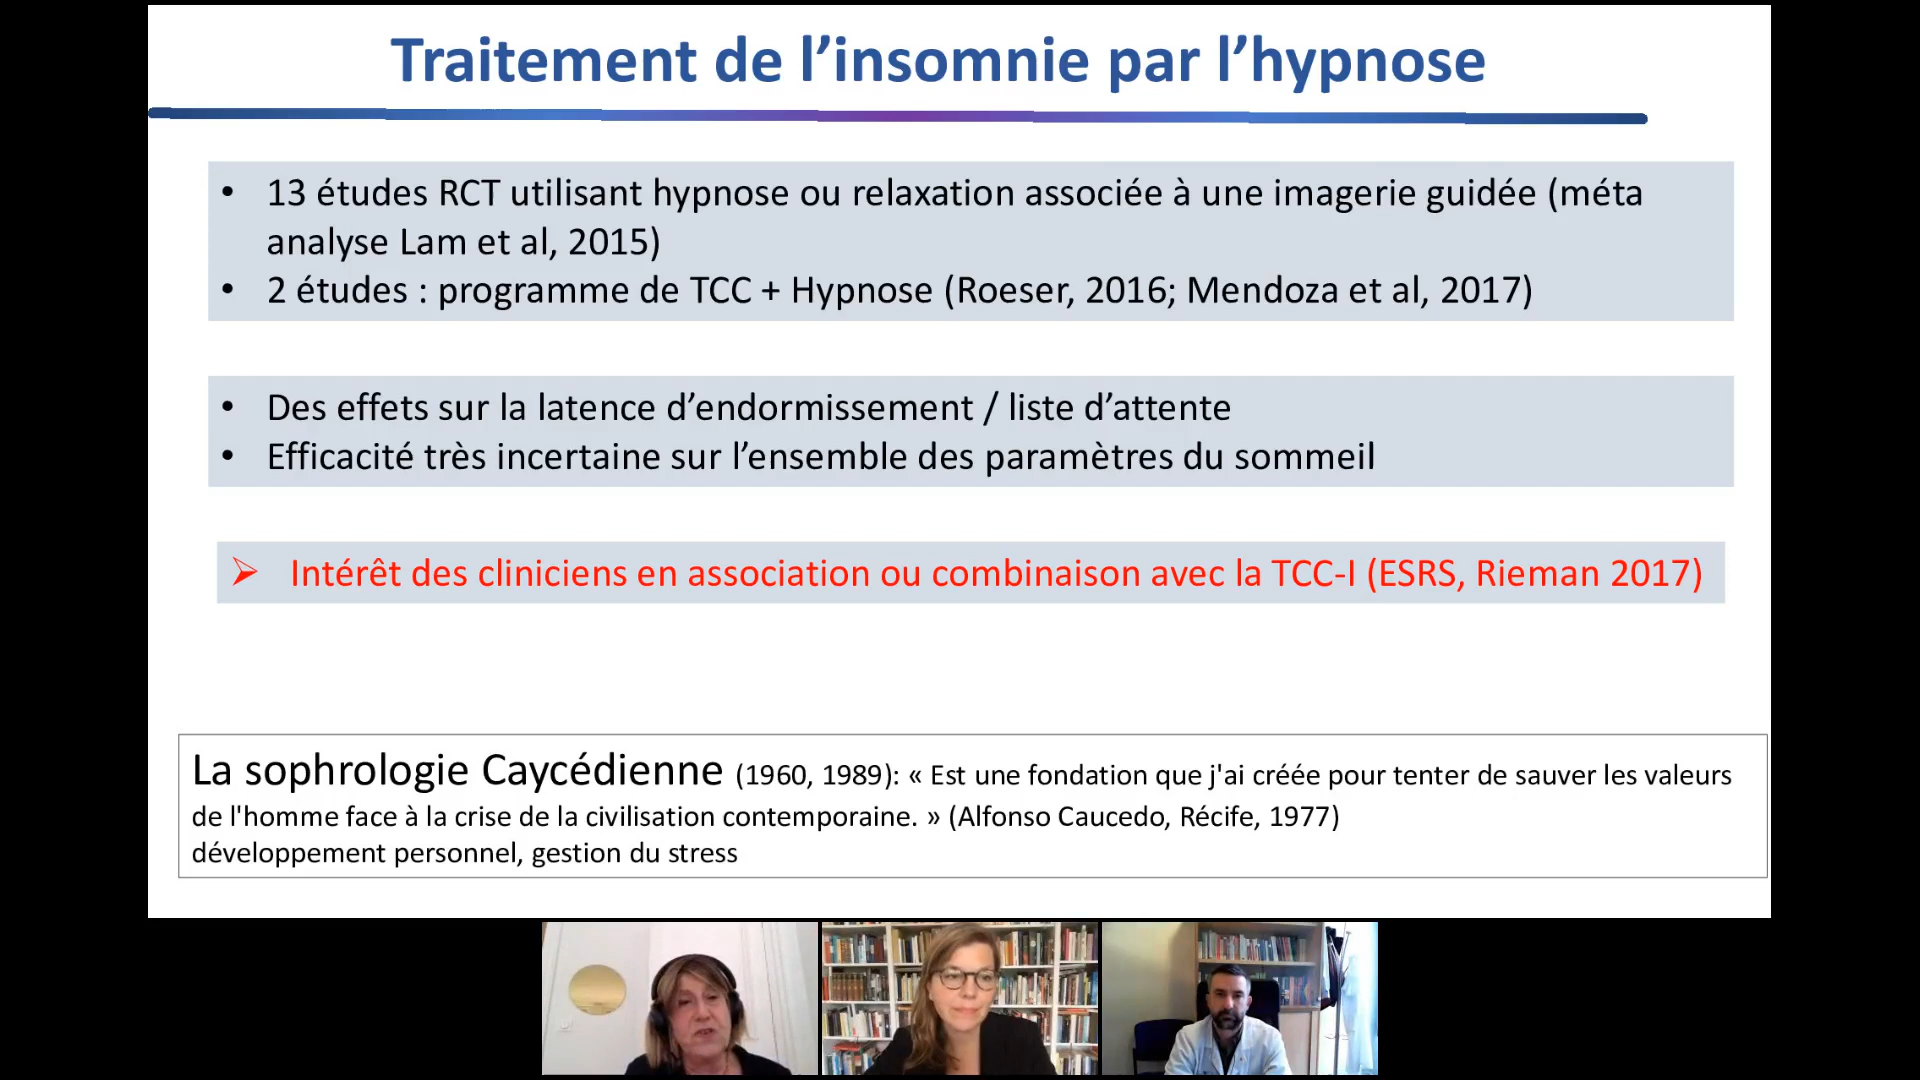 Traitement de l’insomnie par l’hypnose
• 13 études RCT utilisant hypnose ou relaxation associée à une imagerie guidée (méta
analyse Lam et al, 2015)
• 2 études : programme de TCC + Hypnose (Roeser, 2016; Mendoza et al, 2017)
• Des effets sur la latence d’endormissement / liste d’attente
• Efficacité très incertaine sur l’ensemble des paramètres du sommeil
➢ Intérêt des cliniciens en association ou combinaison avec la TCC-I (ESRS, Rieman 2017)
La sophrologie Caycédienne (1960, 1989): « Est une fondation que j'ai créée pour tenter de sauver les valeurs
de l'homme face à la crise de la civilisation contemporaine. » (Alfonso Caucedo, Récife, 1977)
développement personnel, gestion du stress